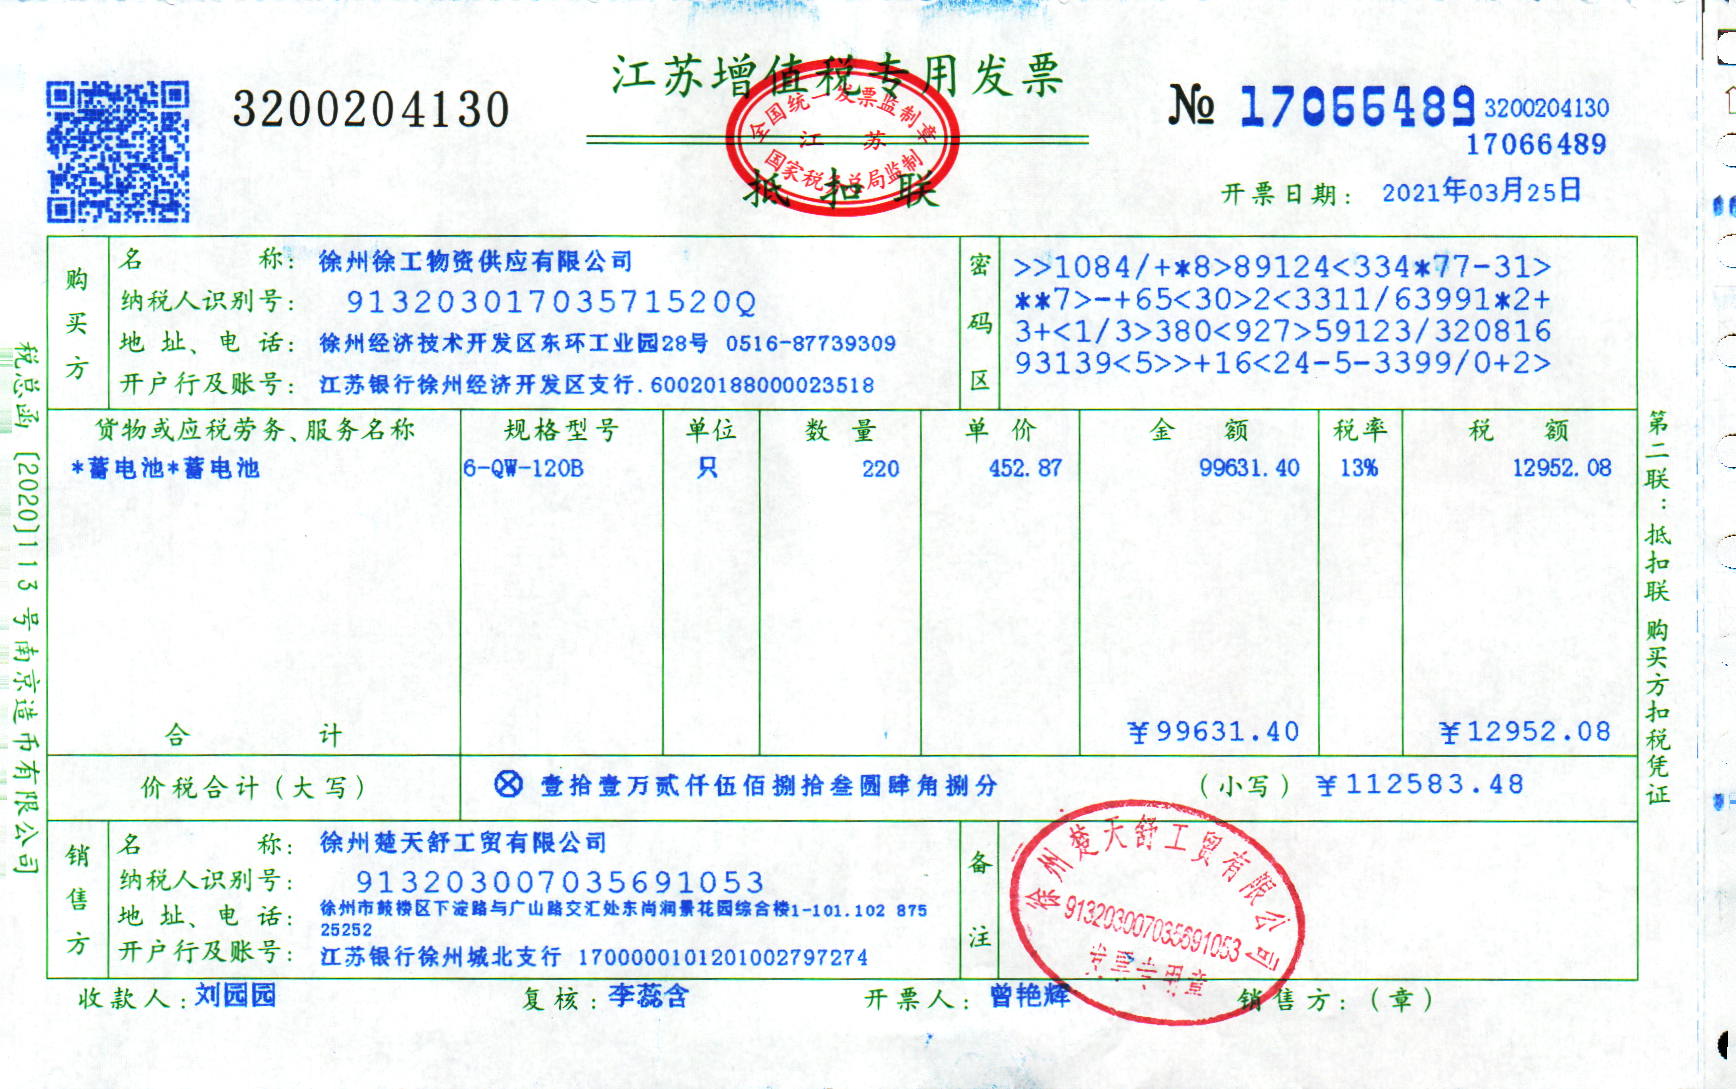 江苏增值税专用发票
3200204130
№ 17066489 3200204130
17066489
全国统一发票监制章
江 苏
国家税务总局监制
抵 扣 联
开票日期: 2021年03月25日
购买方
名 称: 徐州徐工物资供应有限公司
纳税人识别号: 91320301703571520Q
地 址、电 话: 徐州经济技术开发区东环工业园28号 0516-87739309
开户行及账号: 江苏银行徐州经济开发区支行.60020188000023518
密码区
>>1084/+*8>89124<334*77-31>
**7>-+65<30>2<3311/63991*2+
3+<1/3>380<927>59123/320816
93139<5>>+16<24-5-3399/0+2>
货物或应税劳务、服务名称 规格型号 单位 数 量 单 价 金 额 税率 税 额
*蓄电池*蓄电池 6-QW-120B 只 220 452.87 99631.40 13% 12952.08
合 计 ¥99631.40 ¥12952.08
价税合计(大写) ⊗ 壹拾壹万贰仟伍佰捌拾叁圆肆角捌分 (小写) ¥112583.48
销售方
名 称: 徐州楚天舒工贸有限公司
纳税人识别号: 913203007035691053
地 址、电 话: 徐州市鼓楼区下淀路与广山路交汇处东尚润景花园综合楼1-101.102 875
25252
开户行及账号: 江苏银行徐州城北支行 1700000101201002797274
备注
徐州楚天舒工贸有限公司
913203007035691053
发票专用章
收款人: 刘园园 复核: 李蕊含 开票人: 曾艳辉 销售方: (章)
税总函[2020]113号南京造币有限公司
第二联: 抵扣联 购买方扣税凭证